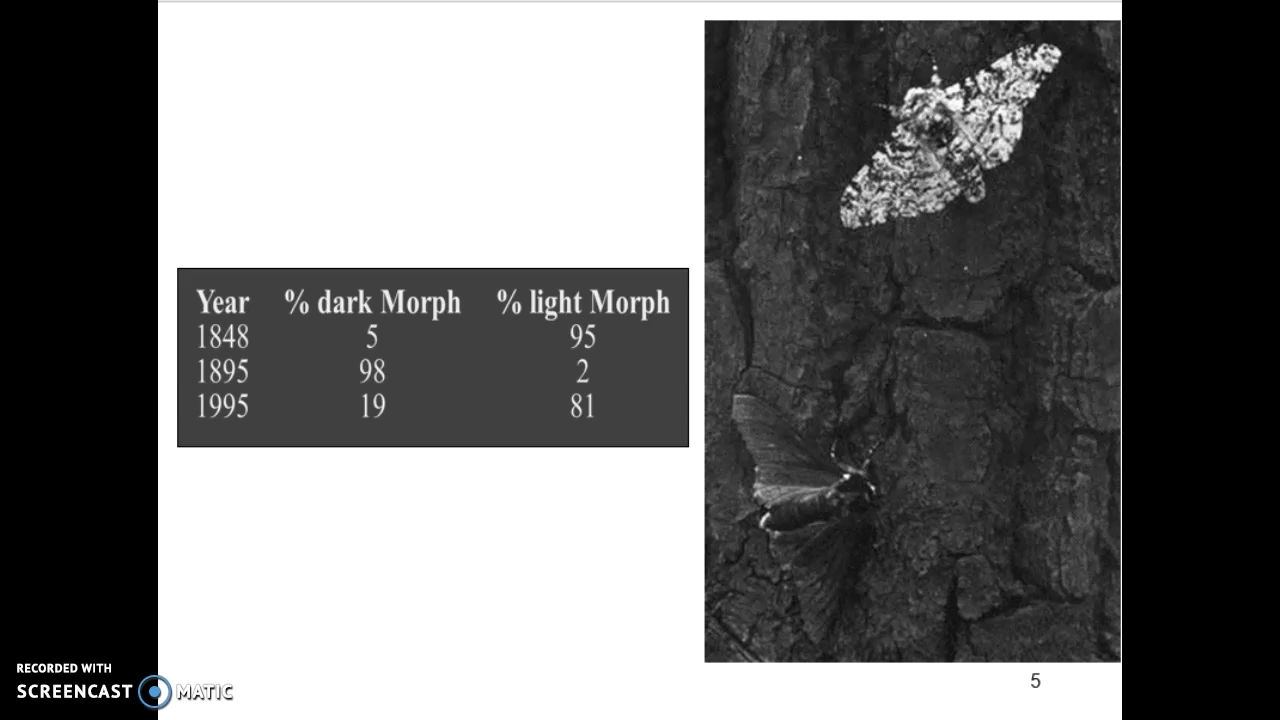 Year % dark Morph % light Morph
1848 5 95
1895 98 2
1995 19 81
5
RECORDED WITH
SCREENCAST MATIC